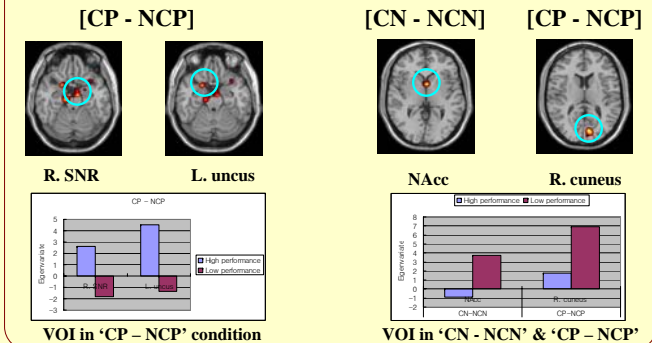 [CP - NCP]
[CN - NCN]
[CP - NCP]
R. SNR
L. uncus
NAcc
R. cuneus
CP – NCP
Eigenvariate
5
4
3
2
1
0
−1
−2
−3
R. SNR
L. uncus
High performance
Low performance
VOI in ‘CP – NCP’ condition
High performance
Low performance
Eigenvariate
8
7
6
5
4
3
2
1
0
−1
−2
NAcc
R. cuneus
CN−NCN
CP−NCP
VOI in ‘CN - NCN’ & ‘CP – NCP’